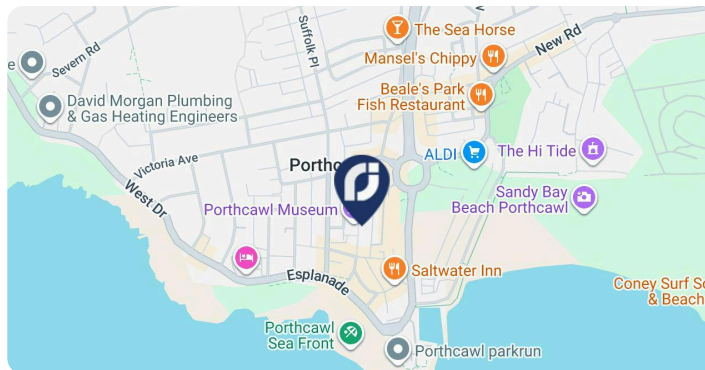 The Sea Horse
Suffolk Pl
New Rd
Mansel's Chippy
Severn Rd
Beale's Park
Fish Restaurant
David Morgan Plumbing
& Gas Heating Engineers
ALDI
The Hi Tide
Victoria Ave
West Dr
Sandy Bay
Beach Porthcawl
Porthcawl Museum
Esplanade
Saltwater Inn
Coney Surf
& Beach
Porthcawl
Sea Front
Porthcawl parkrun